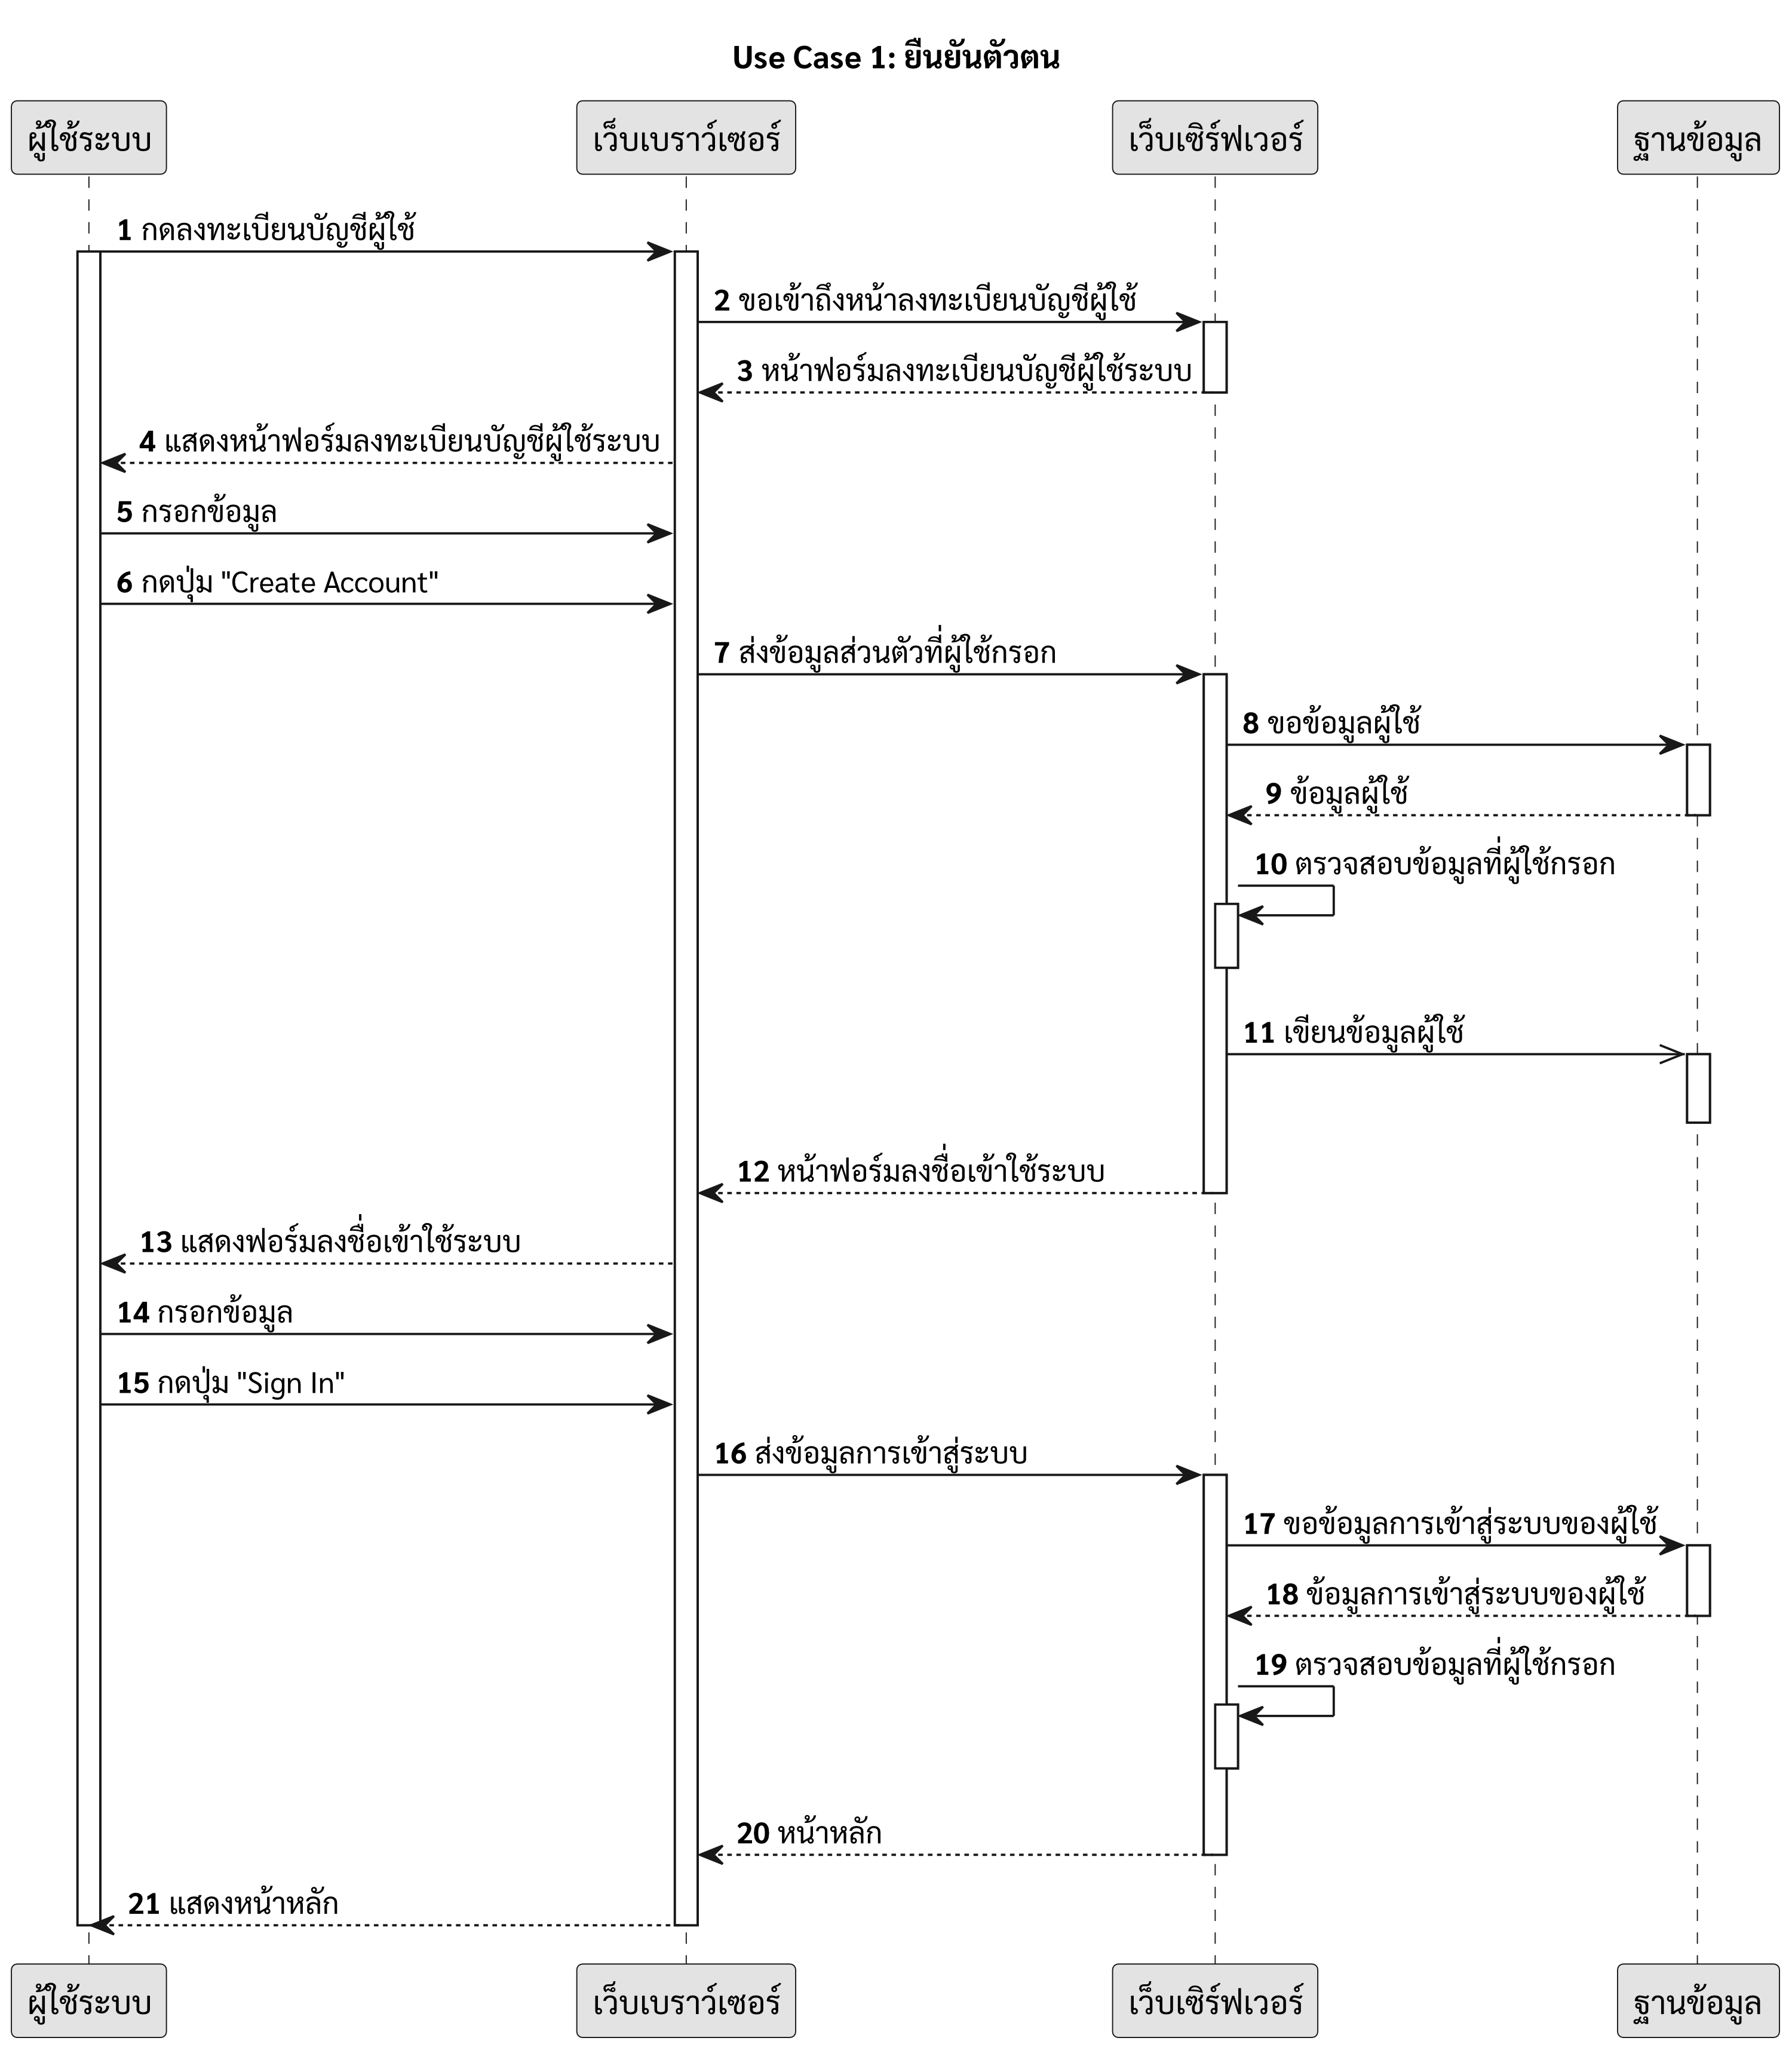 Use Case 1: ยืนยันตัวตน
ผู้ใช้ระบบ
เว็บเบราว์เซอร์
เว็บเซิร์ฟเวอร์
ฐานข้อมูล
1 กดลงทะเบียนบัญชีผู้ใช้
2 ขอเข้าถึงหน้าลงทะเบียนบัญชีผู้ใช้
3 หน้าฟอร์มลงทะเบียนบัญชีผู้ใช้ระบบ
4 แสดงหน้าฟอร์มลงทะเบียนบัญชีผู้ใช้ระบบ
5 กรอกข้อมูล
6 กดปุ่ม "Create Account"
7 ส่งข้อมูลส่วนตัวที่ผู้ใช้กรอก
8 ขอข้อมูลผู้ใช้
9 ข้อมูลผู้ใช้
10 ตรวจสอบข้อมูลที่ผู้ใช้กรอก
11 เขียนข้อมูลผู้ใช้
12 หน้าฟอร์มลงชื่อเข้าใช้ระบบ
13 แสดงฟอร์มลงชื่อเข้าใช้ระบบ
14 กรอกข้อมูล
15 กดปุ่ม "Sign In"
16 ส่งข้อมูลการเข้าสู่ระบบ
17 ขอข้อมูลการเข้าสู่ระบบของผู้ใช้
18 ข้อมูลการเข้าสู่ระบบของผู้ใช้
19 ตรวจสอบข้อมูลที่ผู้ใช้กรอก
20 หน้าหลัก
21 แสดงหน้าหลัก
ผู้ใช้ระบบ
เว็บเบราว์เซอร์
เว็บเซิร์ฟเวอร์
ฐานข้อมูล